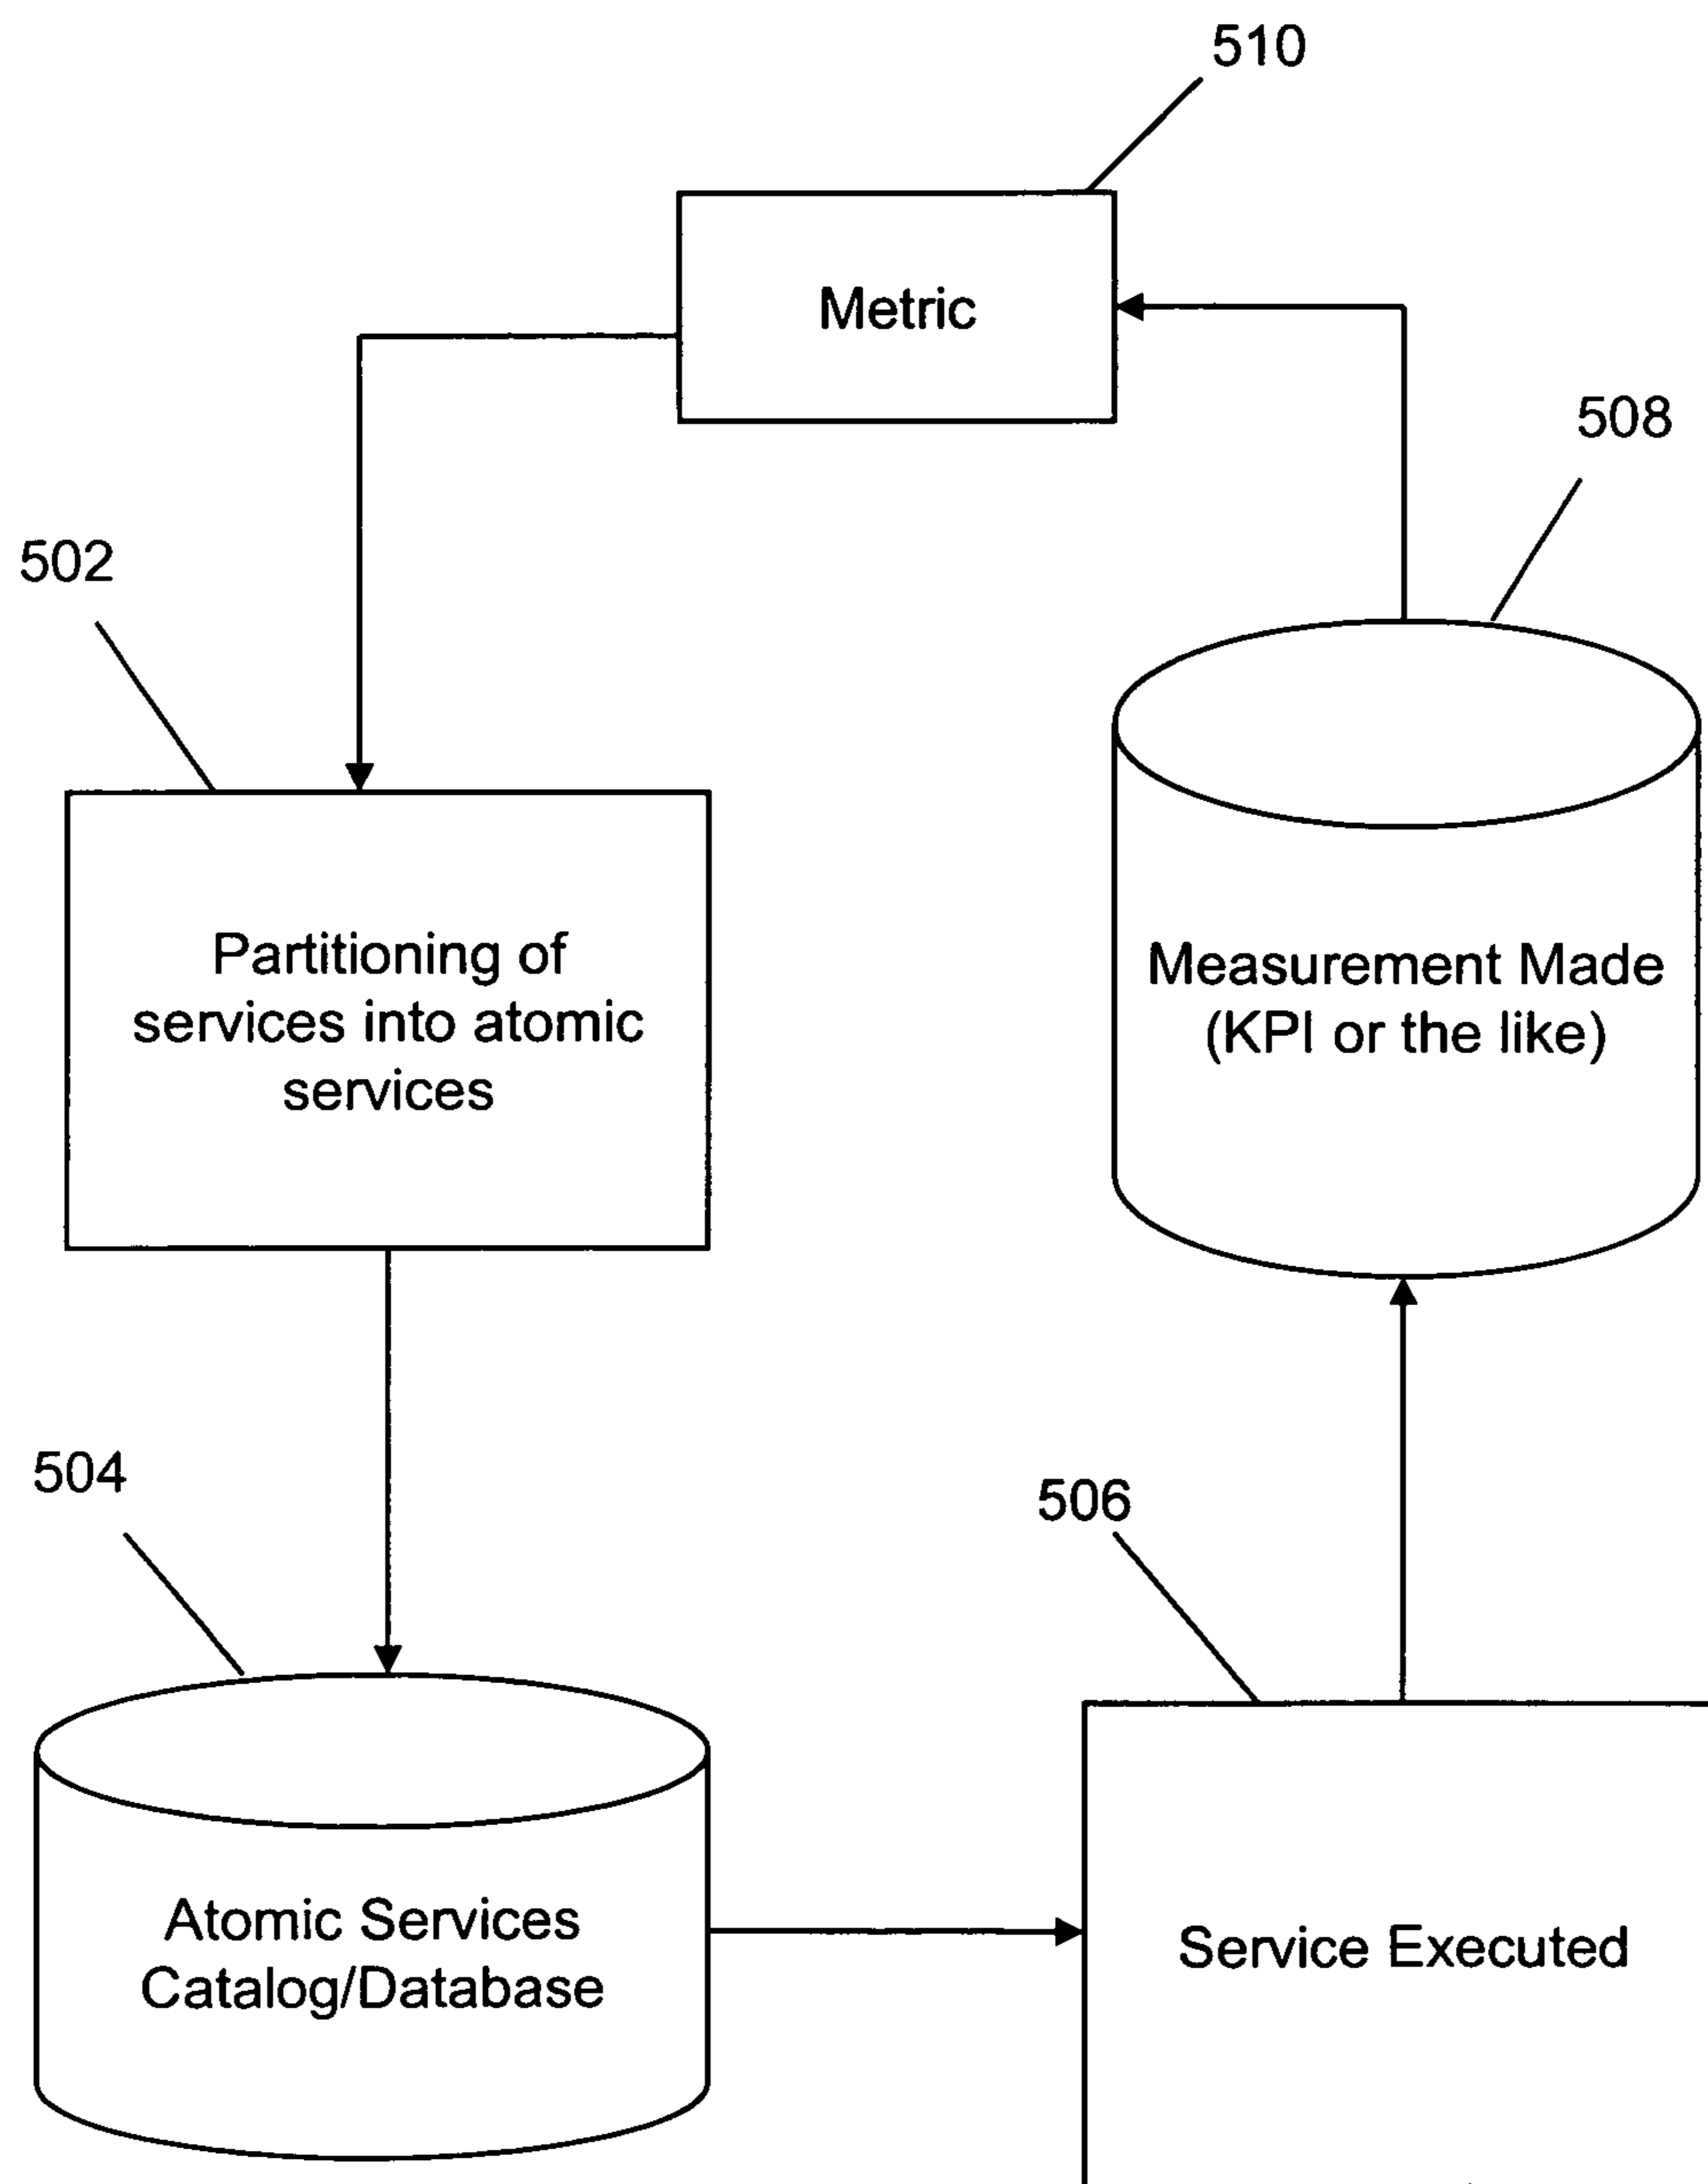 510
Metric
508
502
Partitioning of
services into atomic
services
Measurement Made
(KPI or the like)
504
506
Atomic Services
Catalog/Database
Service Executed